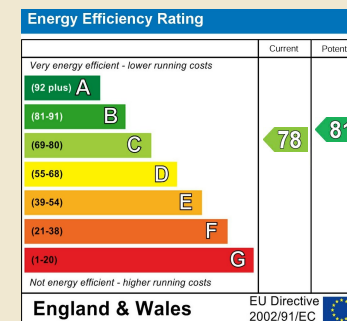 Energy Efficiency Rating
Current
Very energy efficient - lower running costs
(92 plus) A
(81-91) B
(69-80) C
78
(55-68) D
(39-54) E
(21-38) F
(1-20) G
Not energy efficient - higher running costs
England & Wales
EU Directive
2002/91/EC